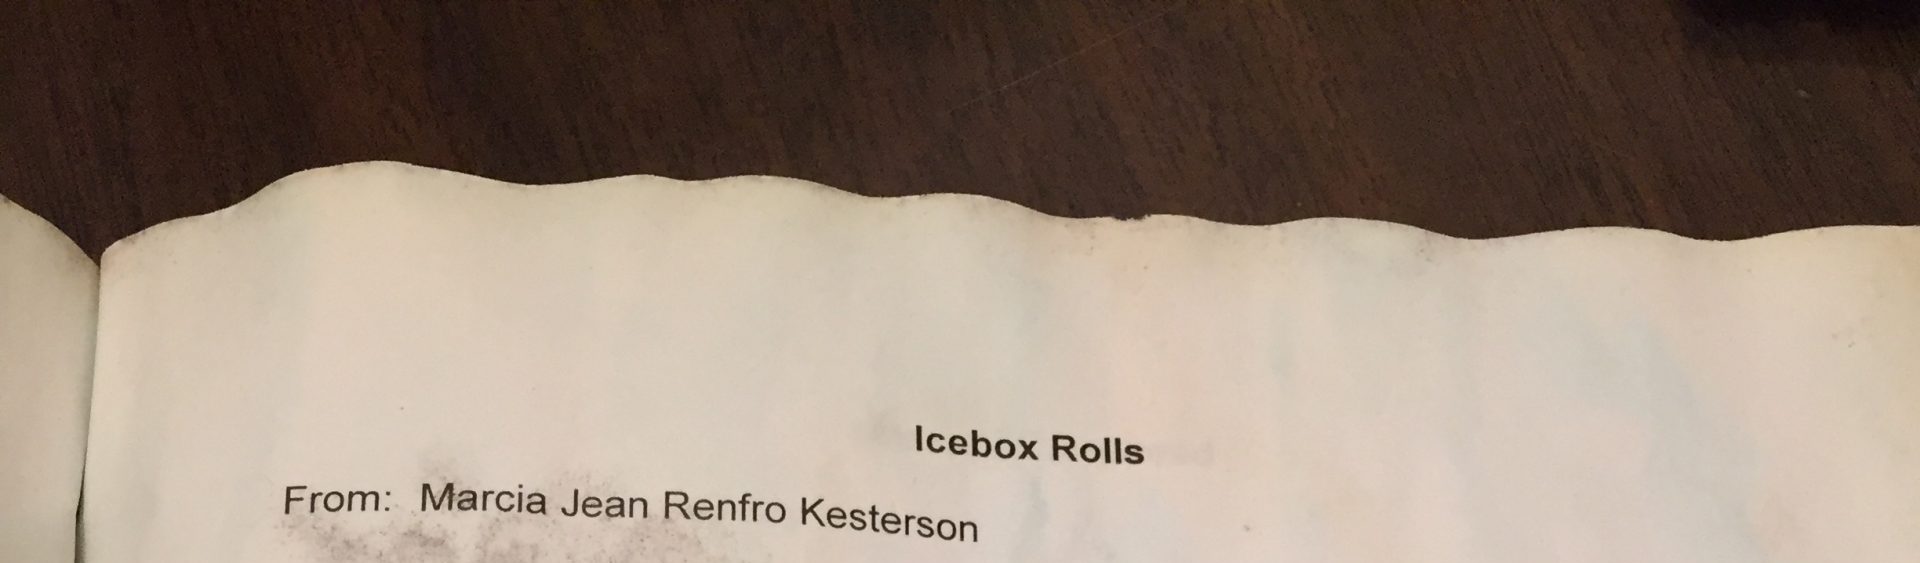 Icebox Rolls
From: Marcia Jean Renfro Kesterson